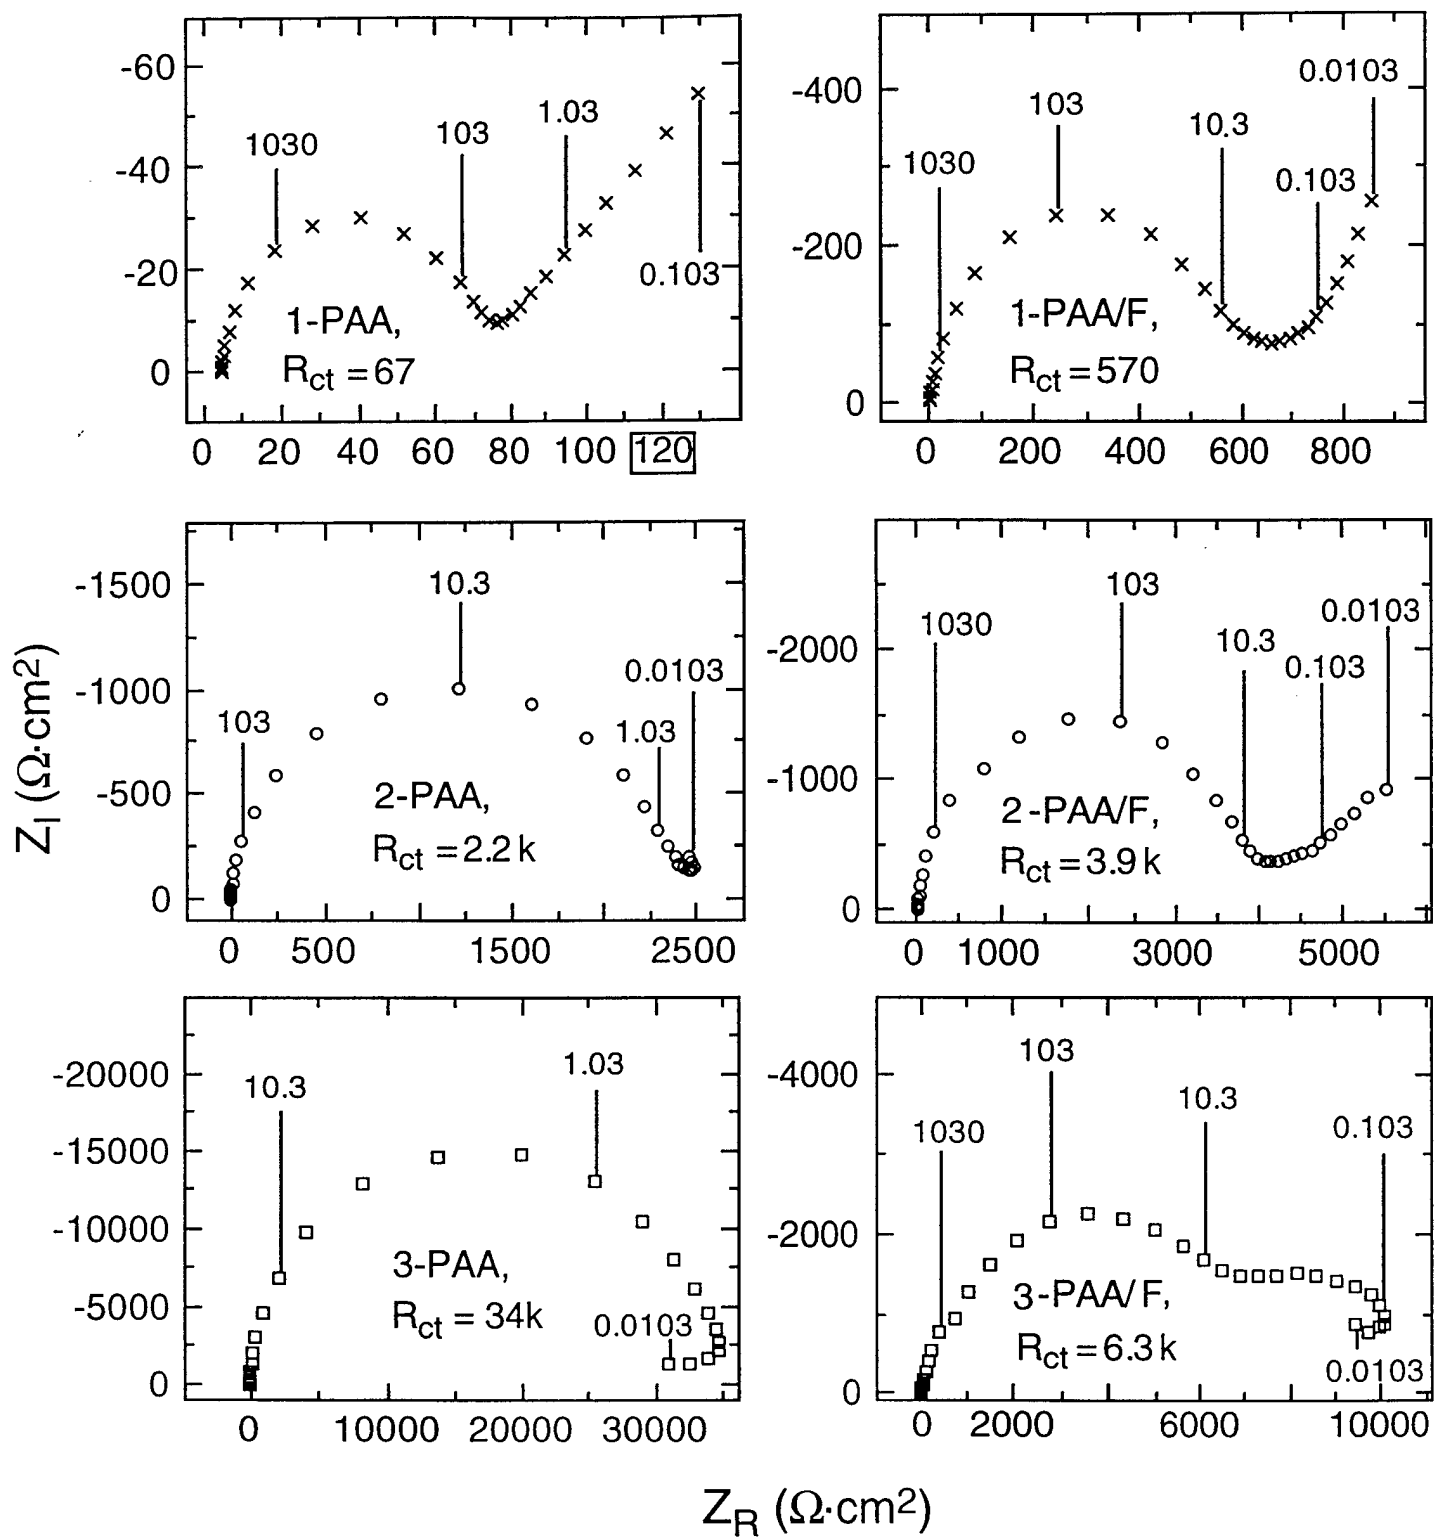 -60
-40
-20
0
1030
103
1.03
0.103
1-PAA,
Rct = 67
0 20 40 60 80 100 120
-400
-200
0
1030
103
10.3
0.103
0.0103
1-PAA/F,
Rct = 570
0 200 400 600 800
ZI (Ω·cm2)
-1500
-1000
-500
0
103
10.3
1.03
0.0103
2-PAA,
Rct = 2.2 k
0 500 1500 2500
-2000
-1000
0
1030
103
10.3
0.103
0.0103
2-PAA/F,
Rct = 3.9 k
0 1000 3000 5000
-20000
-15000
-10000
-5000
0
10.3
1.03
0.0103
3-PAA,
Rct = 34k
0 10000 20000 30000
-4000
-2000
0
1030
103
10.3
0.103
0.0103
3-PAA/F,
Rct = 6.3 k
0 2000 6000 10000
ZR (Ω·cm2)